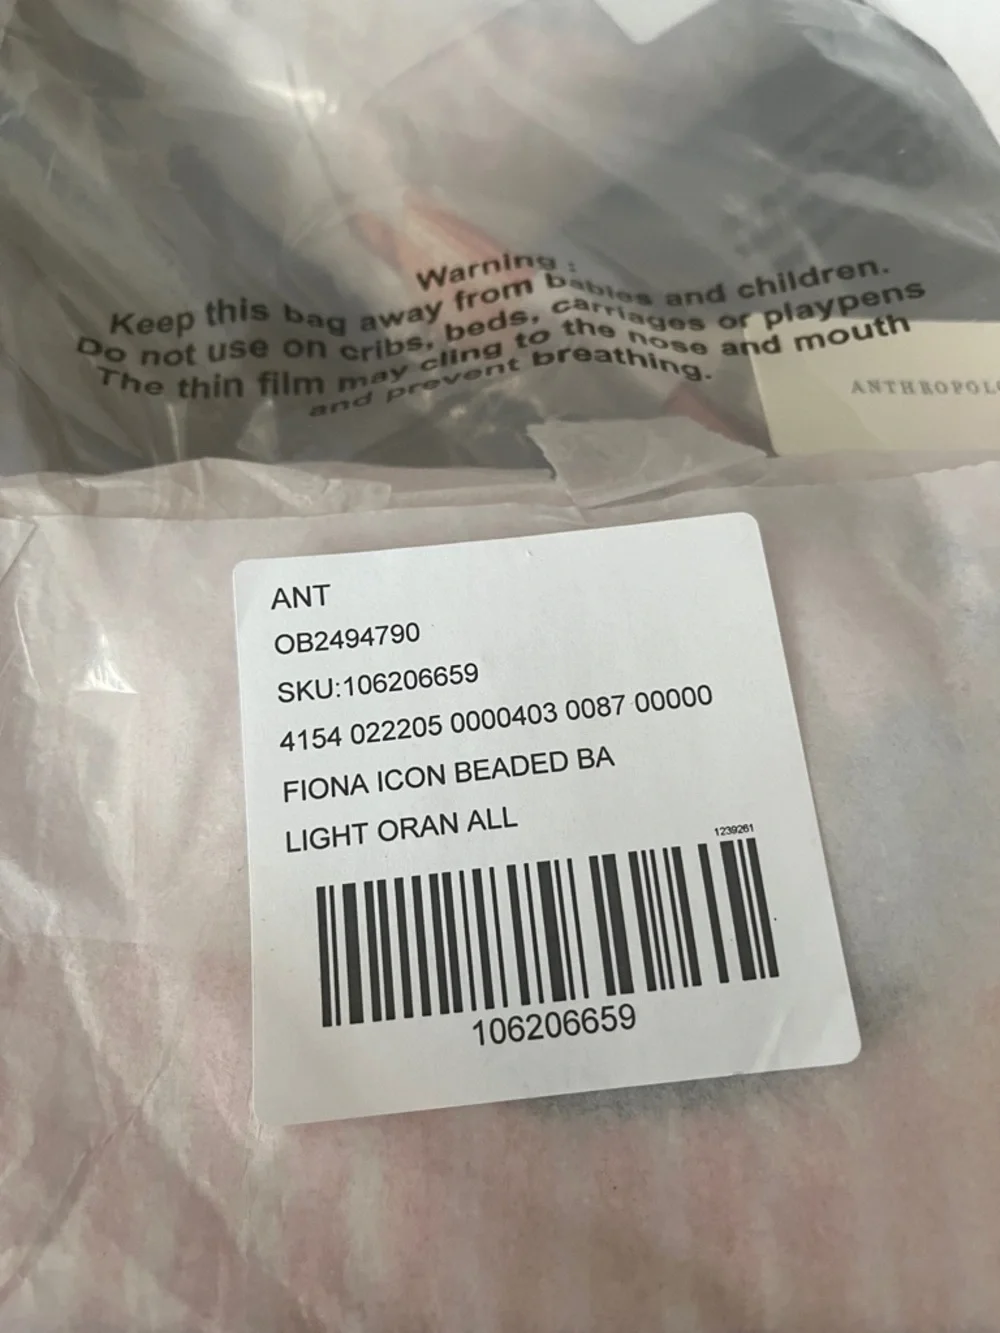 Warning :
Keep this bag away from babies and children.
Do not use on cribs, beds, carriages or playpens
The thin film may cling to the nose and mouth
and prevent breathing.
ANTHROPOLO
ANT
OB2494790
SKU:106206659
4154 022205 0000403 0087 00000
FIONA ICON BEADED BA
LIGHT ORAN ALL
1239261
106206659